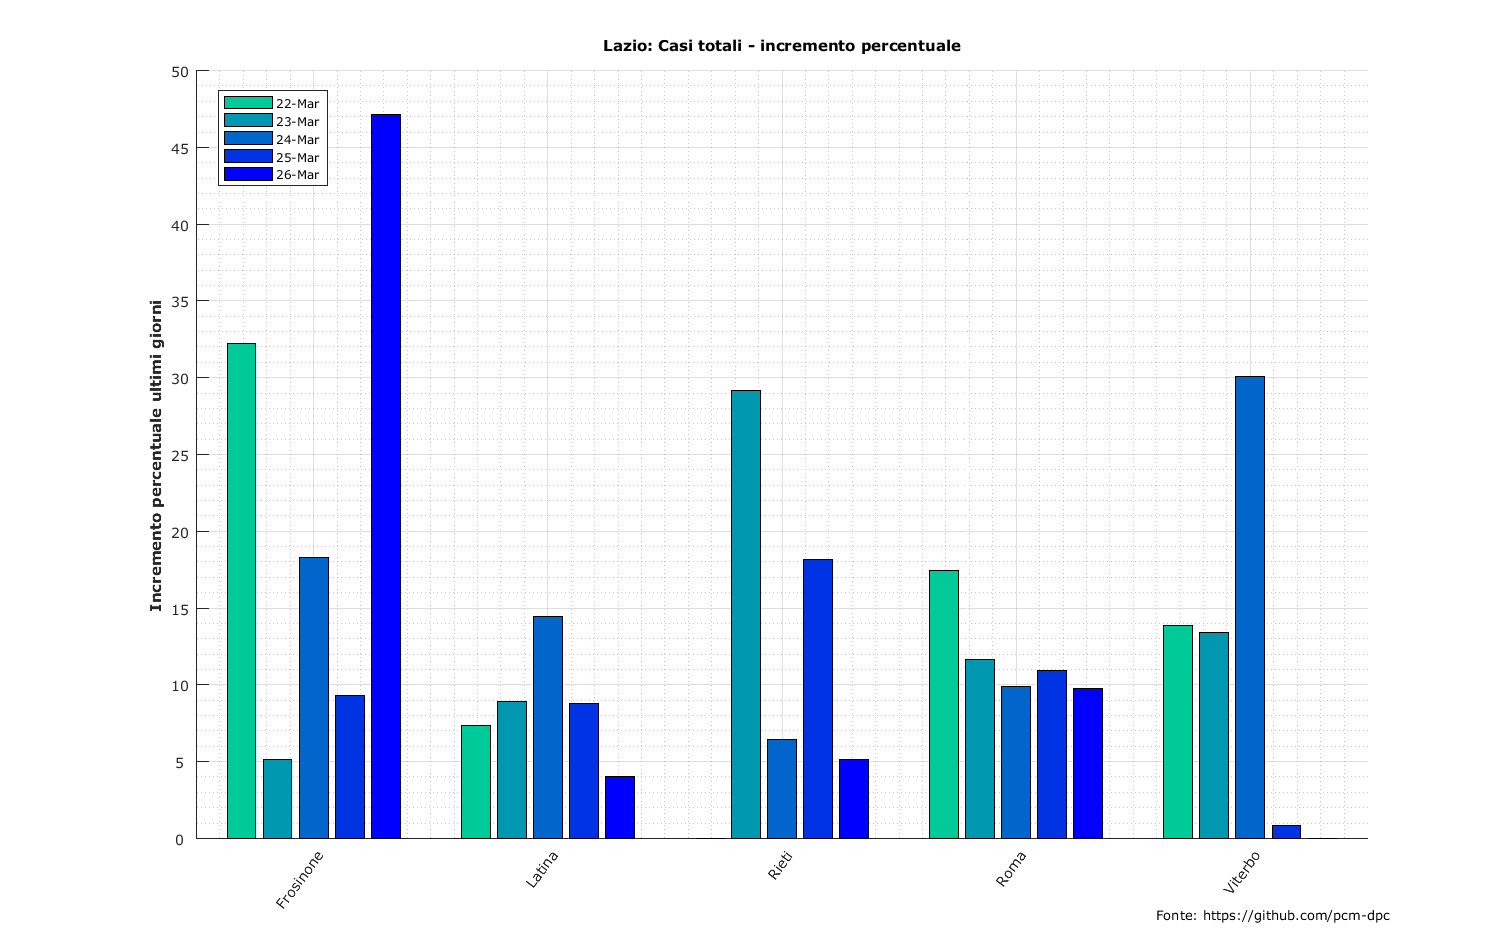 Lazio: Casi totali - incremento percentuale
50
45
40
35
30
25
20
15
10
5
0
Incremento percentuale ultimi giorni
22-Mar
23-Mar
24-Mar
25-Mar
26-Mar
Frosinone
Latina
Rieti
Roma
Viterbo
Fonte: https://github.com/pcm-dpc